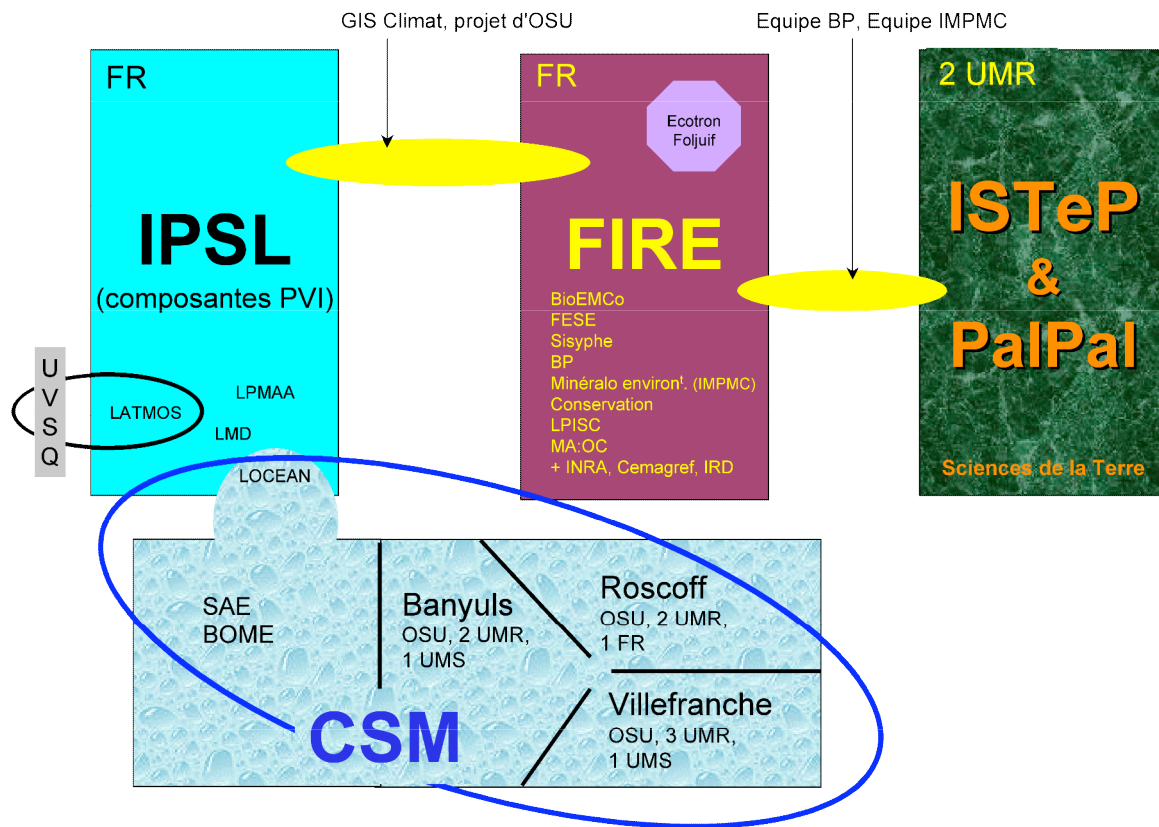 GIS Climat, projet d'OSU
Equipe BP, Equipe IMPMC
FR
IPSL
(composantes PVI)
U
V
S
Q
LATMOS
LPMAA
LMD
LOCEAN
FR
Ecotron
Foljuif
FIRE
BioEMCo
FESE
Sisyphe
BP
Minéralo environt. (IMPMC)
Conservation
LPISC
MA:OC
+ INRA, Cemagref, IRD
2 UMR
ISTeP
&
PalPal
Sciences de la Terre
SAE
BOME
Banyuls
OSU, 2 UMR,
1 UMS
Roscoff
OSU, 2 UMR,
1 FR
Villefranche
OSU, 3 UMR,
1 UMS
CSM